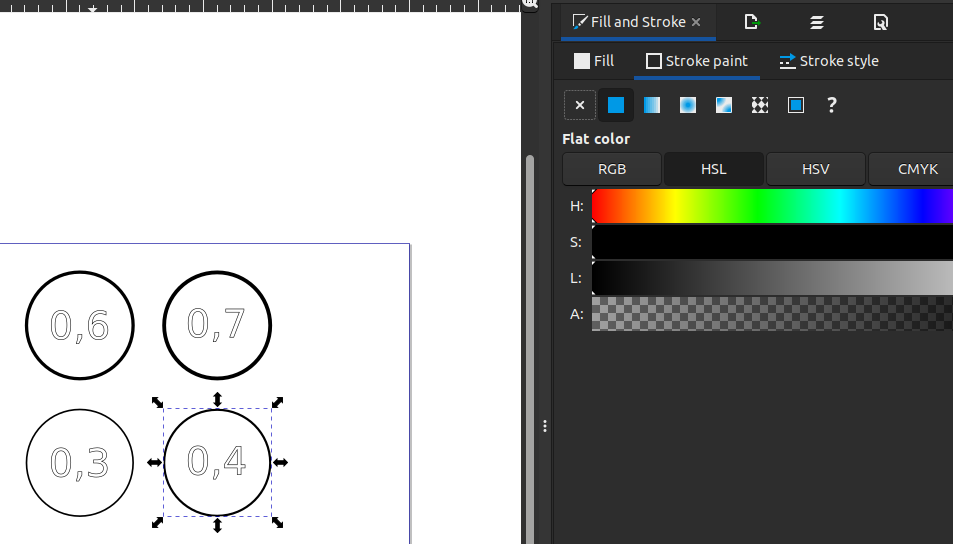 Fill and Stroke
Fill Stroke paint Stroke style
?
Flat color
RGB HSL HSV CMYK
H:
S:
L:
A:
0,6 0,7
0,3 0,4